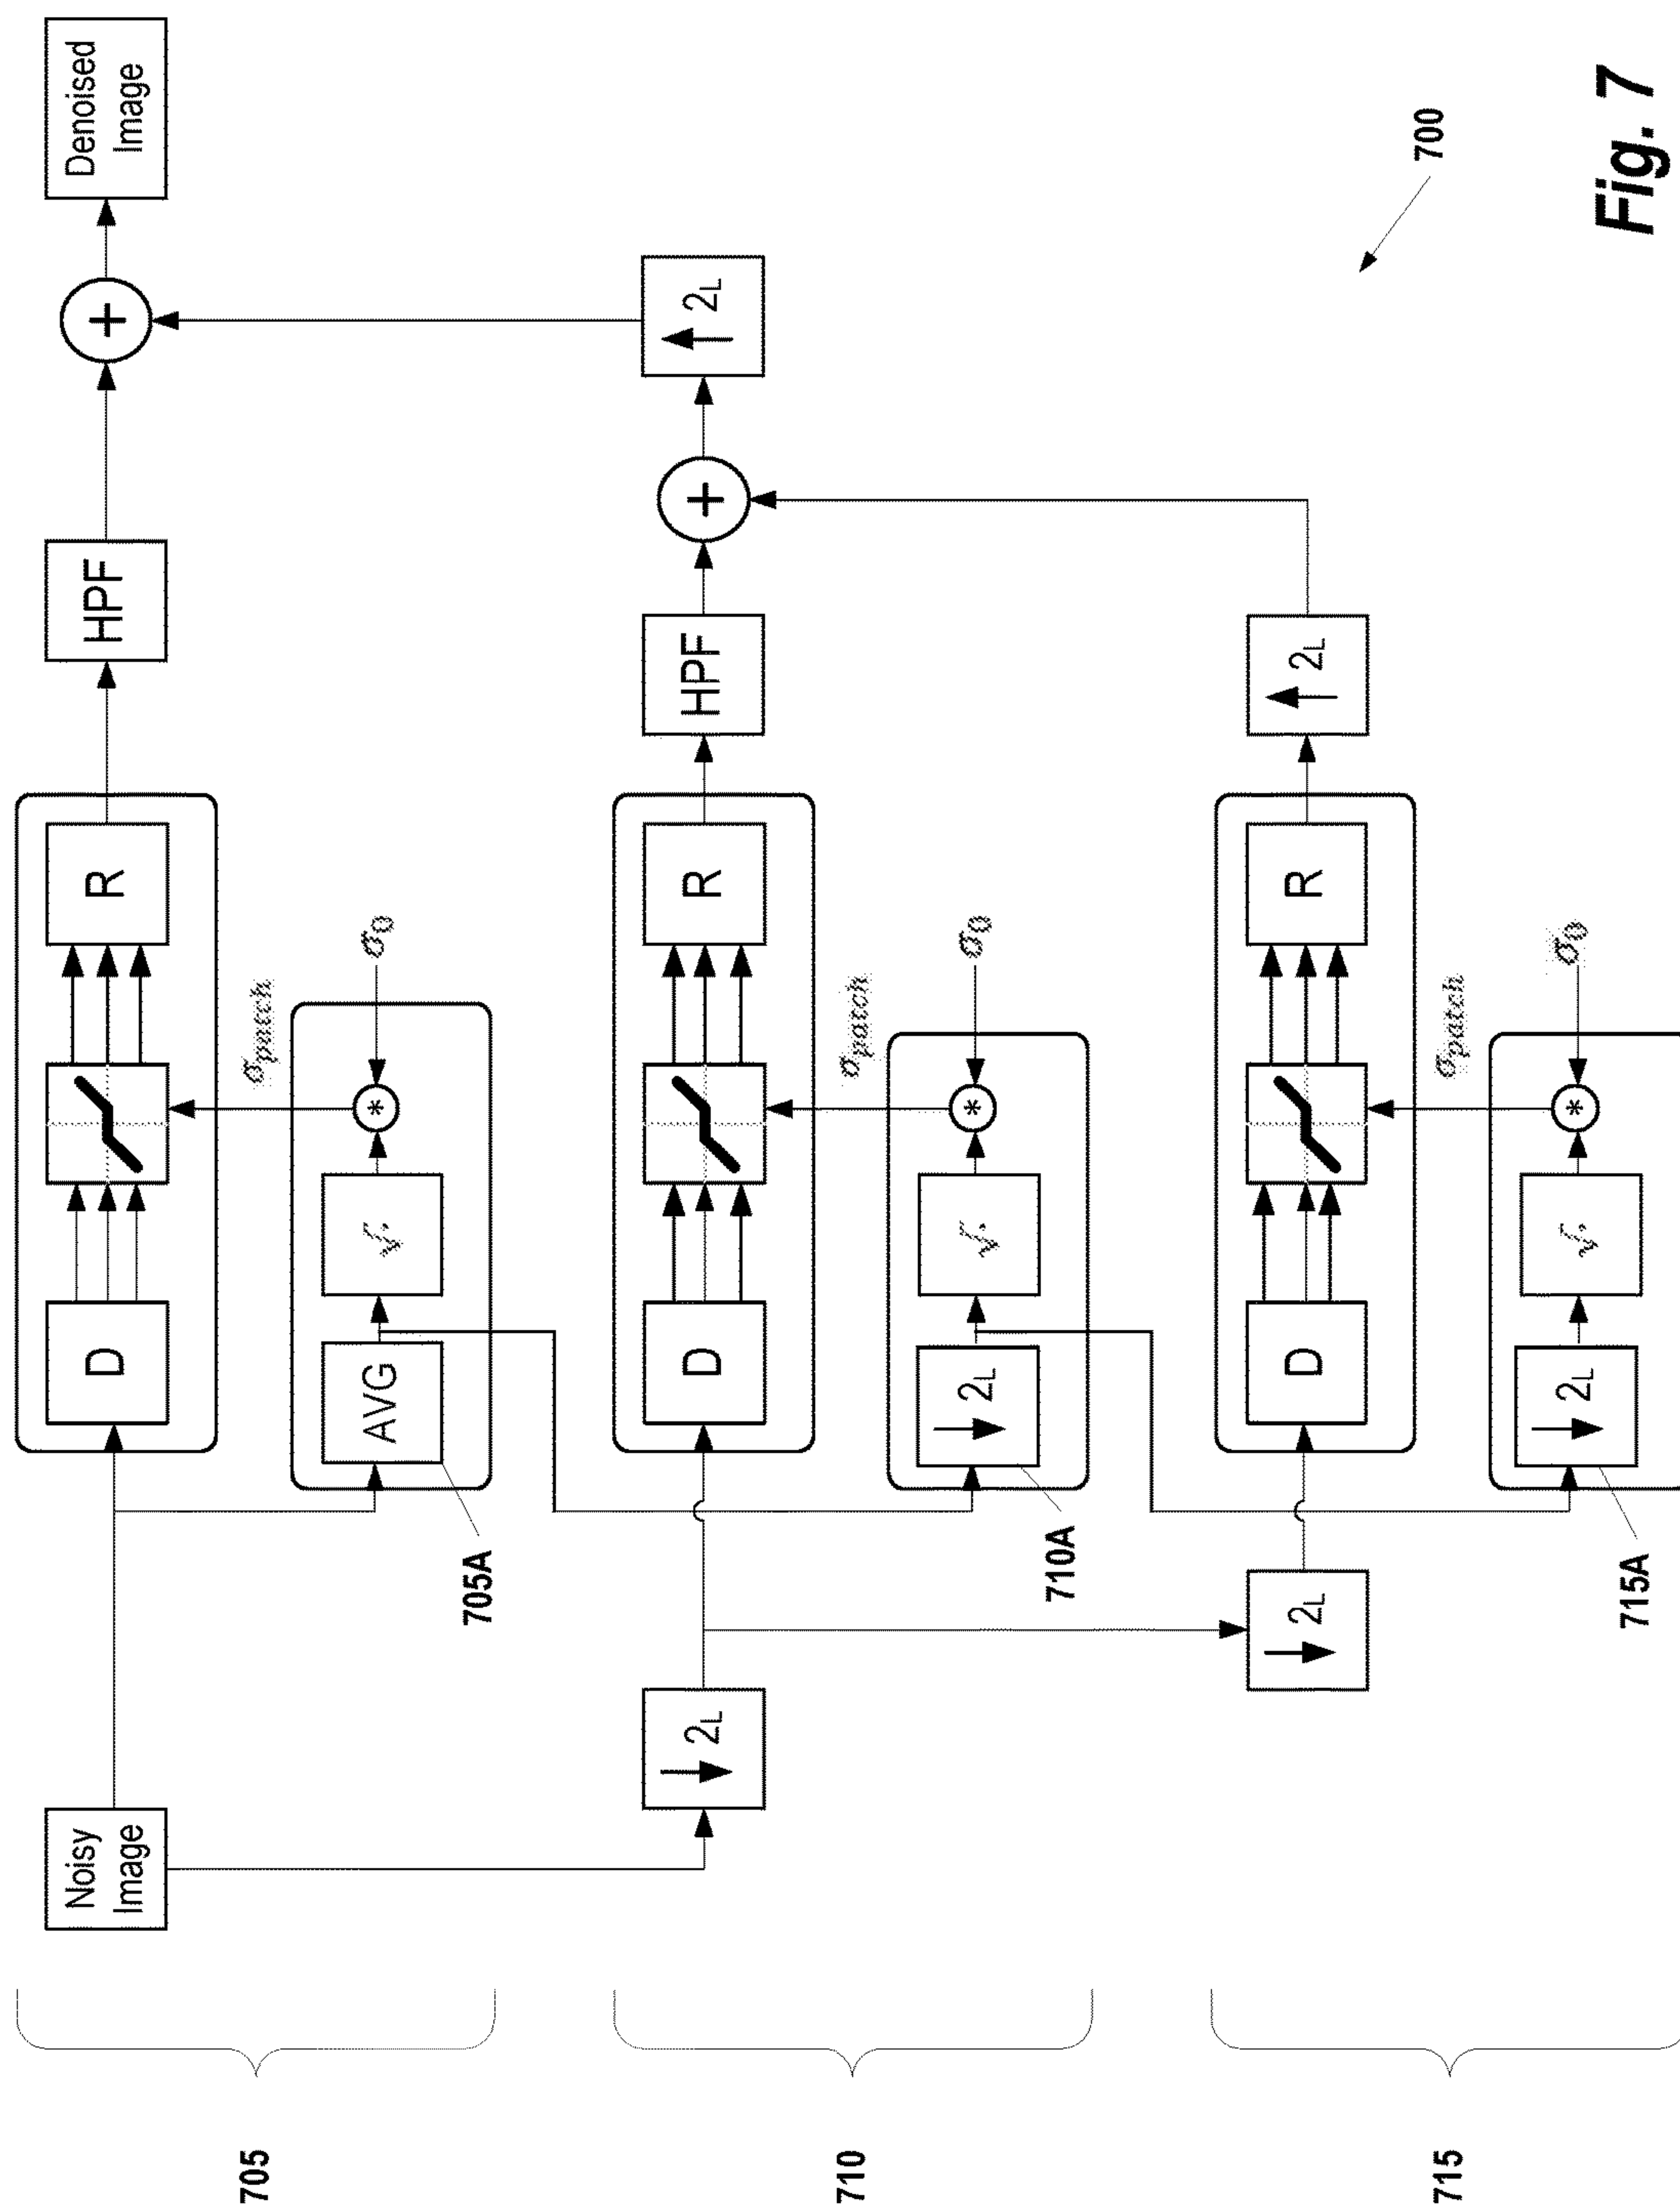 705
Noisy
Image
D
R
HPF
+
Denoised
Image
σpatch
AVG
√·
*
σ0
705A
710
↓ 2L
D
R
HPF
+
↑ 2L
σpatch
↓ 2L
√·
*
σ0
710A
715
↓ 2L
D
R
↑ 2L
σpatch
↓ 2L
√·
*
σ0
715A
700
Fig. 7